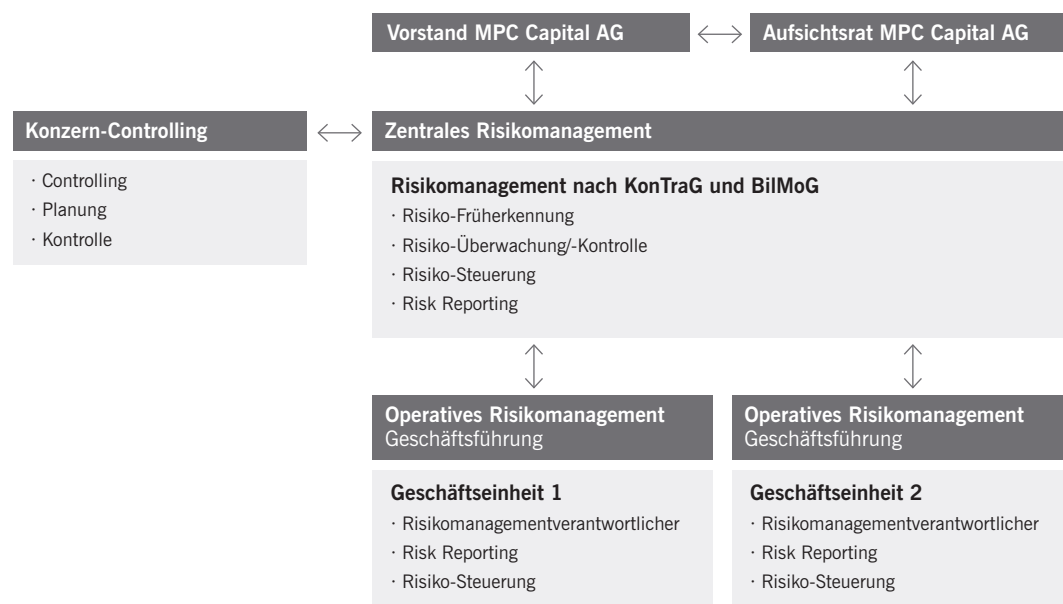 Vorstand MPC Capital AG
Aufsichtsrat MPC Capital AG
Konzern-Controlling
· Controlling
· Planung
· Kontrolle
Zentrales Risikomanagement
Risikomanagement nach KonTraG und BilMoG
· Risiko-Früherkennung
· Risiko-Überwachung/-Kontrolle
· Risiko-Steuerung
· Risk Reporting
Operatives Risikomanagement
Geschäftsführung
Geschäftseinheit 1
· Risikomanagementverantwortlicher
· Risk Reporting
· Risiko-Steuerung
Operatives Risikomanagement
Geschäftsführung
Geschäftseinheit 2
· Risikomanagementverantwortlicher
· Risk Reporting
· Risiko-Steuerung